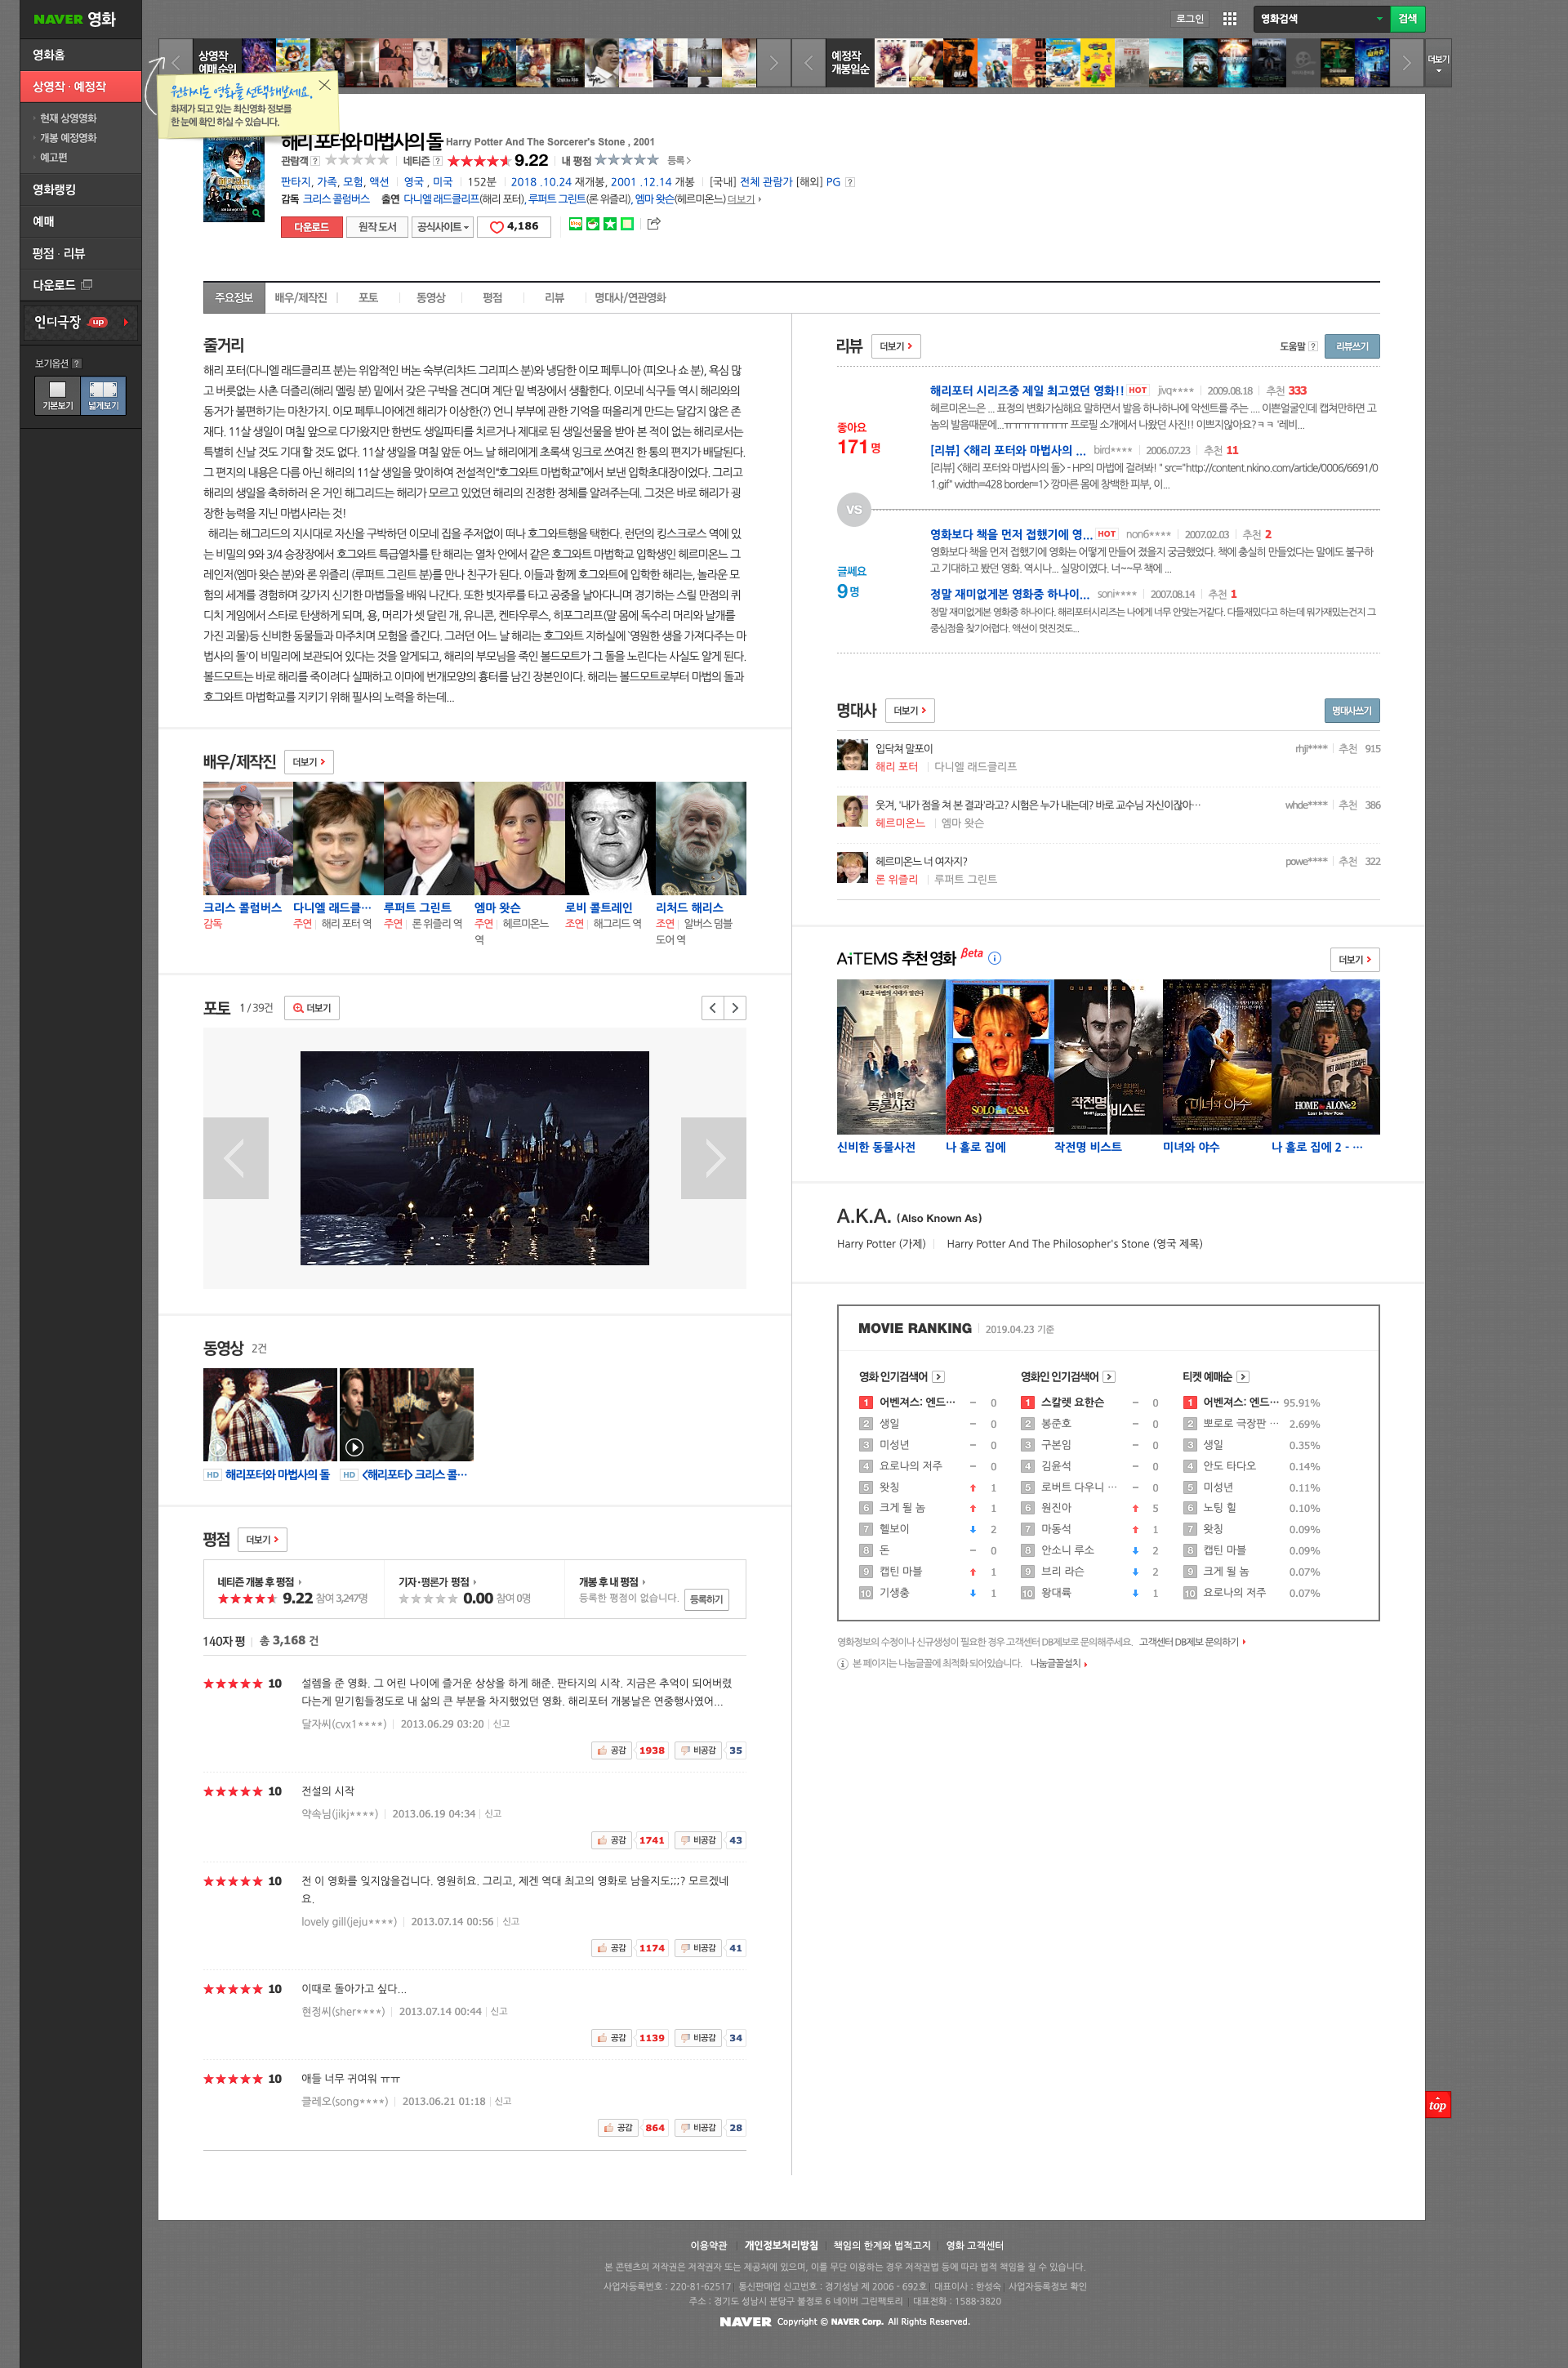 NAVER 영화
로그인
영화검색
검색
영화홈
상영작 · 예정작
현재 상영영화
개봉 예정영화
예고편
영화랭킹
예매
평점 · 리뷰
다운로드
인디극장 up
보기옵션 ?
기본보기
넓게보기
상영작
예매순위
예정작
개봉일순
더보기
원하시는 영화를 선택해보세요.
화제가 되고 있는 최신영화 정보를
한 눈에 확인 하실 수 있습니다.
해리 포터와 마법사의 돌 Harry Potter And The Sorcerer's Stone , 2001
관람객 ? 네티즌 ? 9.22 내 평점 등록
판타지, 가족, 모험, 액션 영국 , 미국 152분 2018 .10.24 재개봉, 2001 .12.14 개봉 [국내] 전체 관람가 [해외] PG ?
감독 크리스 콜럼버스 출연 다니엘 래드클리프(해리 포터), 루퍼트 그린트(론 위즐리), 엠마 왓슨(헤르미온느) 더보기
다운로드 원작 도서 공식사이트 4,186
주요정보 배우/제작진 포토 동영상 평점 리뷰 명대사/연관영화
줄거리
해리 포터(다니엘 래드클리프 분)는 위압적인 버논 숙부(리챠드 그리피스 분)와 냉담한 이모 페투니아 (피오나 쇼 분), 욕심 많
고 버릇없는 사촌 더즐리(해리 멜링 분) 밑에서 갖은 구박을 견디며 계단 밑 벽장에서 생활한다. 이모네 식구들 역시 해리와의
동거가 불편하기는 마찬가지. 이모 페투니아에겐 해리가 이상한(?) 언니 부부에 관한 기억을 떠올리게 만드는 달갑지 않은 존
재다. 11살 생일이 며칠 앞으로 다가왔지만 한번도 생일파티를 치르거나 제대로 된 생일선물을 받아 본 적이 없는 해리로서는
특별히 신날 것도 기대 할 것도 없다. 11살 생일을 며칠 앞둔 어느 날 해리에게 초록색 잉크로 쓰여진 한 통의 편지가 배달된다.
그 편지의 내용은 다름 아닌 해리의 11살 생일을 맞이하여 전설적인“호그와트 마법학교”에서 보낸 입학초대장이었다. 그리고
해리의 생일을 축하하러 온 거인 해그리드는 해리가 모르고 있었던 해리의 진정한 정체를 알려주는데. 그것은 바로 해리가 굉
장한 능력을 지닌 마법사라는 것!
해리는 해그리드의 지시대로 자신을 구박하던 이모네 집을 주저없이 떠나 호그와트행을 택한다. 런던의 킹스크로스 역에 있
는 비밀의 9와 3/4 승장장에서 호그와트 특급열차를 탄 해리는 열차 안에서 같은 호그와트 마법학교 입학생인 헤르미온느 그
레인저(엠마 왓슨 분)와 론 위즐리 (루퍼트 그린트 분)를 만나 친구가 된다. 이들과 함께 호그와트에 입학한 해리는, 놀라운 모
험의 세계를 경험하며 갖가지 신기한 마법들을 배워 나간다. 또한 빗자루를 타고 공중을 날아다니며 경기하는 스릴 만점의 퀴
디치 게임에서 스타로 탄생하게 되며, 용, 머리가 셋 달린 개, 유니콘, 켄타우루스, 히포그리프(말 몸에 독수리 머리와 날개를
가진 괴물)등 신비한 동물들과 마주치며 모험을 즐긴다. 그러던 어느 날 해리는 호그와트 지하실에 '영원한 생을 가져다주는 마
법사의 돌'이 비밀리에 보관되어 있다는 것을 알게되고, 해리의 부모님을 죽인 볼드모트가 그 돌을 노린다는 사실도 알게 된다.
볼드모트는 바로 해리를 죽이려다 실패하고 이마에 번개모양의 흉터를 남긴 장본인이다. 해리는 볼드모트로부터 마법의 돌과
호그와트 마법학교를 지키기 위해 필사의 노력을 하는데...
배우/제작진 더보기
크리스 콜럼버스 다니엘 래드클… 루퍼트 그린트 엠마 왓슨 로비 콜트레인 리처드 해리스
감독 주연 해리 포터 역 주연 론 위즐리 역 주연 헤르미온느 조연 해그리드 역 조연 알버스 덤블
역 도어 역
포토 1 / 39건 더보기
동영상 2건
HD 해리포터와 마법사의 돌 HD <해리포터> 크리스 콜…
평점 더보기
네티즌 개봉 후 평점 기자·평론가 평점 개봉 후 내 평점
9.22 참여 3,247명 0.00 참여 0명 등록한 평점이 없습니다. 등록하기
140자 평 총 3,168 건
10 설렘을 준 영화. 그 어린 나이에 즐거운 상상을 하게 해준. 판타지의 시작. 지금은 추억이 되어버렸
다는게 믿기힘들정도로 내 삶의 큰 부분을 차지했었던 영화. 해리포터 개봉날은 연중행사였어...
달자씨(cvx1****) 2013.06.29 03:20 신고
공감 1938 비공감 35
10 전설의 시작
약속님(jikj****) 2013.06.19 04:34 신고
공감 1741 비공감 43
10 전 이 영화를 잊지않을겁니다. 영원히요. 그리고, 제겐 역대 최고의 영화로 남을지도;;;? 모르겠네
요.
lovely gill(jeju****) 2013.07.14 00:56 신고
공감 1174 비공감 41
10 이때로 돌아가고 싶다...
현정씨(sher****) 2013.07.14 00:44 신고
공감 1139 비공감 34
10 애들 너무 귀여워 ㅠㅠ
클레오(song****) 2013.06.21 01:18 신고
공감 864 비공감 28
리뷰 더보기 도움말 ? 리뷰쓰기
좋아요
171 명
해리포터 시리즈중 제일 최고였던 영화!! HOT jivq**** 2009.08.18 추천 333
헤르미온느은 ... 표정의 변화가심해요 말하면서 발음 하나하나에 악센트를 주는 .... 이쁜얼굴인데 캡쳐만하면 고
놈의 발음때문에...ㅠㅠㅠㅠㅠㅠㅠ 프로필 소개에서 나왔던 사진!! 이쁘지않아요?ㅋㅋ '레비...
[리뷰] <해리 포터와 마법사의 ... bird**** 2006.07.23 추천 11
[리뷰] <해리 포터와 마법사의 돌> - HP의 마법에 걸려봐! " src="http://content.nkino.com/article/0006/6691/0
1.gif" width=428 border=1> 깡마른 몸에 창백한 피부, 이...
VS
글쎄요
9 명
영화보다 책을 먼저 접했기에 영... HOT non6**** 2007.02.03 추천 2
영화보다 책을 먼저 접했기에 영화는 어떻게 만들어 졌을지 궁금했었다. 책에 충실히 만들었다는 말에도 불구하
고 기대하고 봤던 영화. 역시나... 실망이였다. 너~~무 책에 ...
정말 재미없게본 영화중 하나이... soni**** 2007.08.14 추천 1
정말 재미없게본 영화중 하나이다. 해리포터시리즈는 나에게 너무 안맞는거같다. 다들재밌다고 하는데 뭐가재밌는건지 그
중심점을 찾기어렵다. 액션이 멋진것도...
명대사 더보기 명대사쓰기
입닥쳐 말포이 rhji**** 추천 915
해리 포터 다니엘 래드클리프
웃겨, '내가 점을 쳐 본 결과'라고? 시험은 누가 내는데? 바로 교수님 자신이잖아… whde**** 추천 386
헤르미온느 엠마 왓슨
헤르미온느 너 여자지? powe**** 추천 322
론 위즐리 루퍼트 그린트
AiTEMS 추천 영화 Beta 더보기
신비한 동물사전 나 홀로 집에 작전명 비스트 미녀와 야수 나 홀로 집에 2 - …
A.K.A. (Also Known As)
Harry Potter (가제) Harry Potter And The Philosopher's Stone (영국 제목)
MOVIE RANKING 2019.04.23 기준
영화 인기검색어
1 어벤져스: 엔드… 0
2 생일 0
3 미성년 0
4 요로나의 저주 0
5 왓칭 1
6 크게 될 놈 1
7 헬보이 2
8 돈 0
9 캡틴 마블 1
10 기생충 1
영화인 인기검색어
1 스칼렛 요한슨 0
2 봉준호 0
3 구본임 0
4 김윤석 0
5 로버트 다우니 … 0
6 원진아 5
7 마동석 1
8 안소니 루소 2
9 브리 라슨 2
10 왕대륙 1
티켓 예매순
1 어벤져스: 엔드… 95.91%
2 뽀로로 극장판 … 2.69%
3 생일 0.35%
4 안도 타다오 0.14%
5 미성년 0.11%
6 노팅 힐 0.10%
7 왓칭 0.09%
8 캡틴 마블 0.09%
9 크게 될 놈 0.07%
10 요로나의 저주 0.07%
영화정보의 수정이나 신규생성이 필요한 경우 고객센터 DB제보로 문의해주세요. 고객센터 DB제보 문의하기
본 페이지는 나눔글꼴에 최적화 되어있습니다. 나눔글꼴설치
top
이용약관 개인정보처리방침 책임의 한계와 법적고지 영화 고객센터
본 콘텐츠의 저작권은 저작권자 또는 제공처에 있으며, 이를 무단 이용하는 경우 저작권법 등에 따라 법적 책임을 질 수 있습니다.
사업자등록번호 : 220-81-62517 통신판매업 신고번호 : 경기성남 제 2006 - 692호 대표이사 : 한성숙 사업자등록정보 확인
주소 : 경기도 성남시 분당구 불정로 6 네이버 그린팩토리 대표전화 : 1588-3820
NAVER Copyright © NAVER Corp. All Rights Reserved.